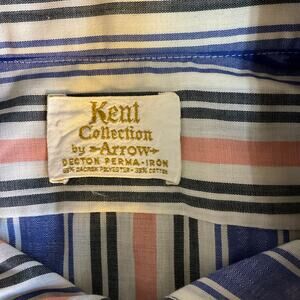 Kent
Collection
by Arrow
DECTON PERMA-IRON
65% DACRON POLYESTER - 35% COTTON